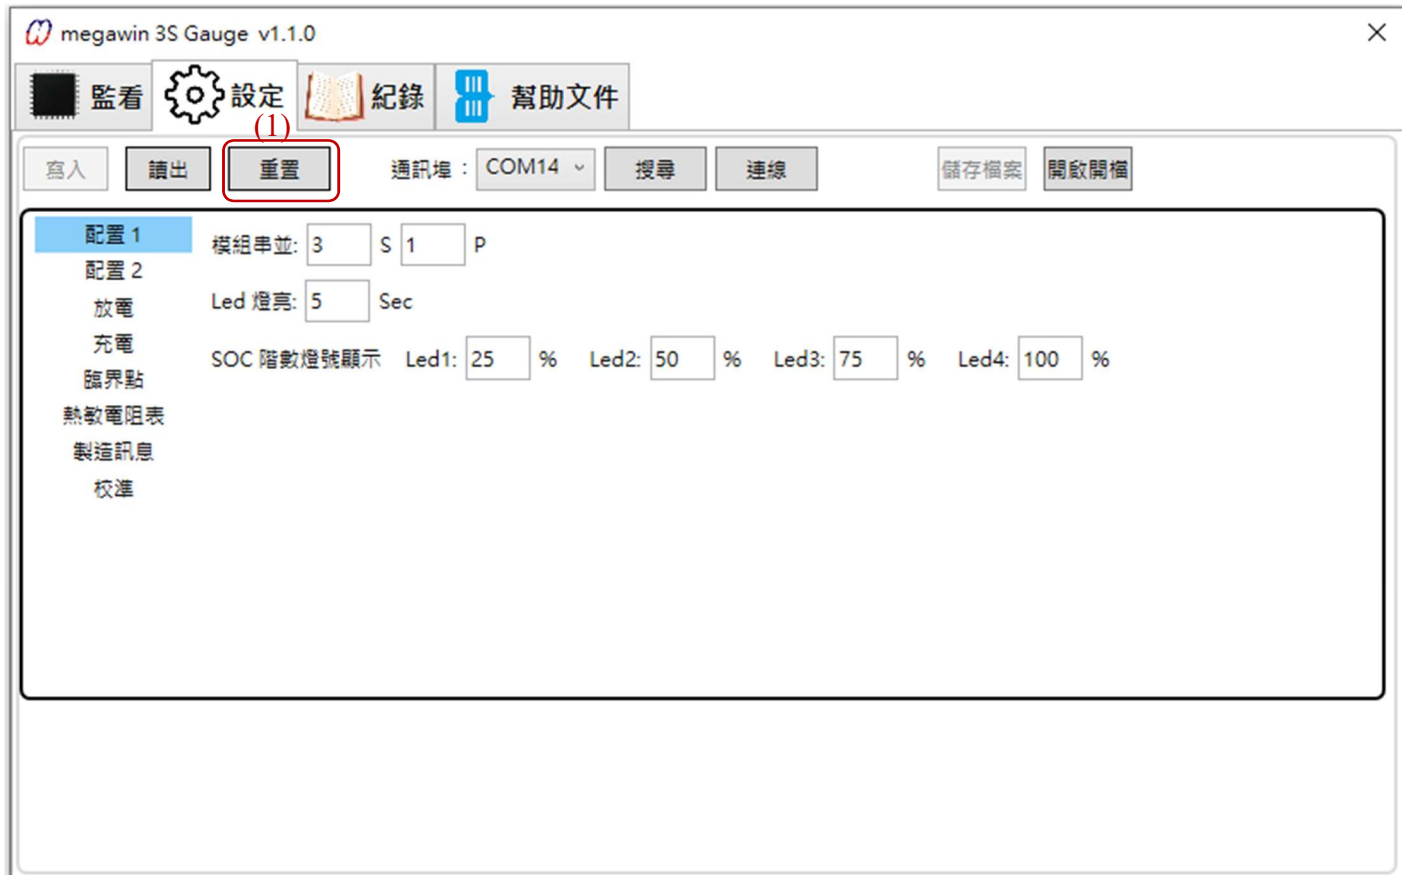 megawin 3S Gauge v1.1.0
監看 設定 紀錄 幫助文件
(1)
寫入 讀出 重置 通訊埠 : COM14 搜尋 連線 儲存檔案 開啟開檔
配置 1
配置 2
放電
充電
臨界點
熱敏電阻表
製造訊息
校準
模組串並: 3 S 1 P
Led 燈亮: 5 Sec
SOC 階數燈號顯示 Led1: 25 % Led2: 50 % Led3: 75 % Led4: 100 %